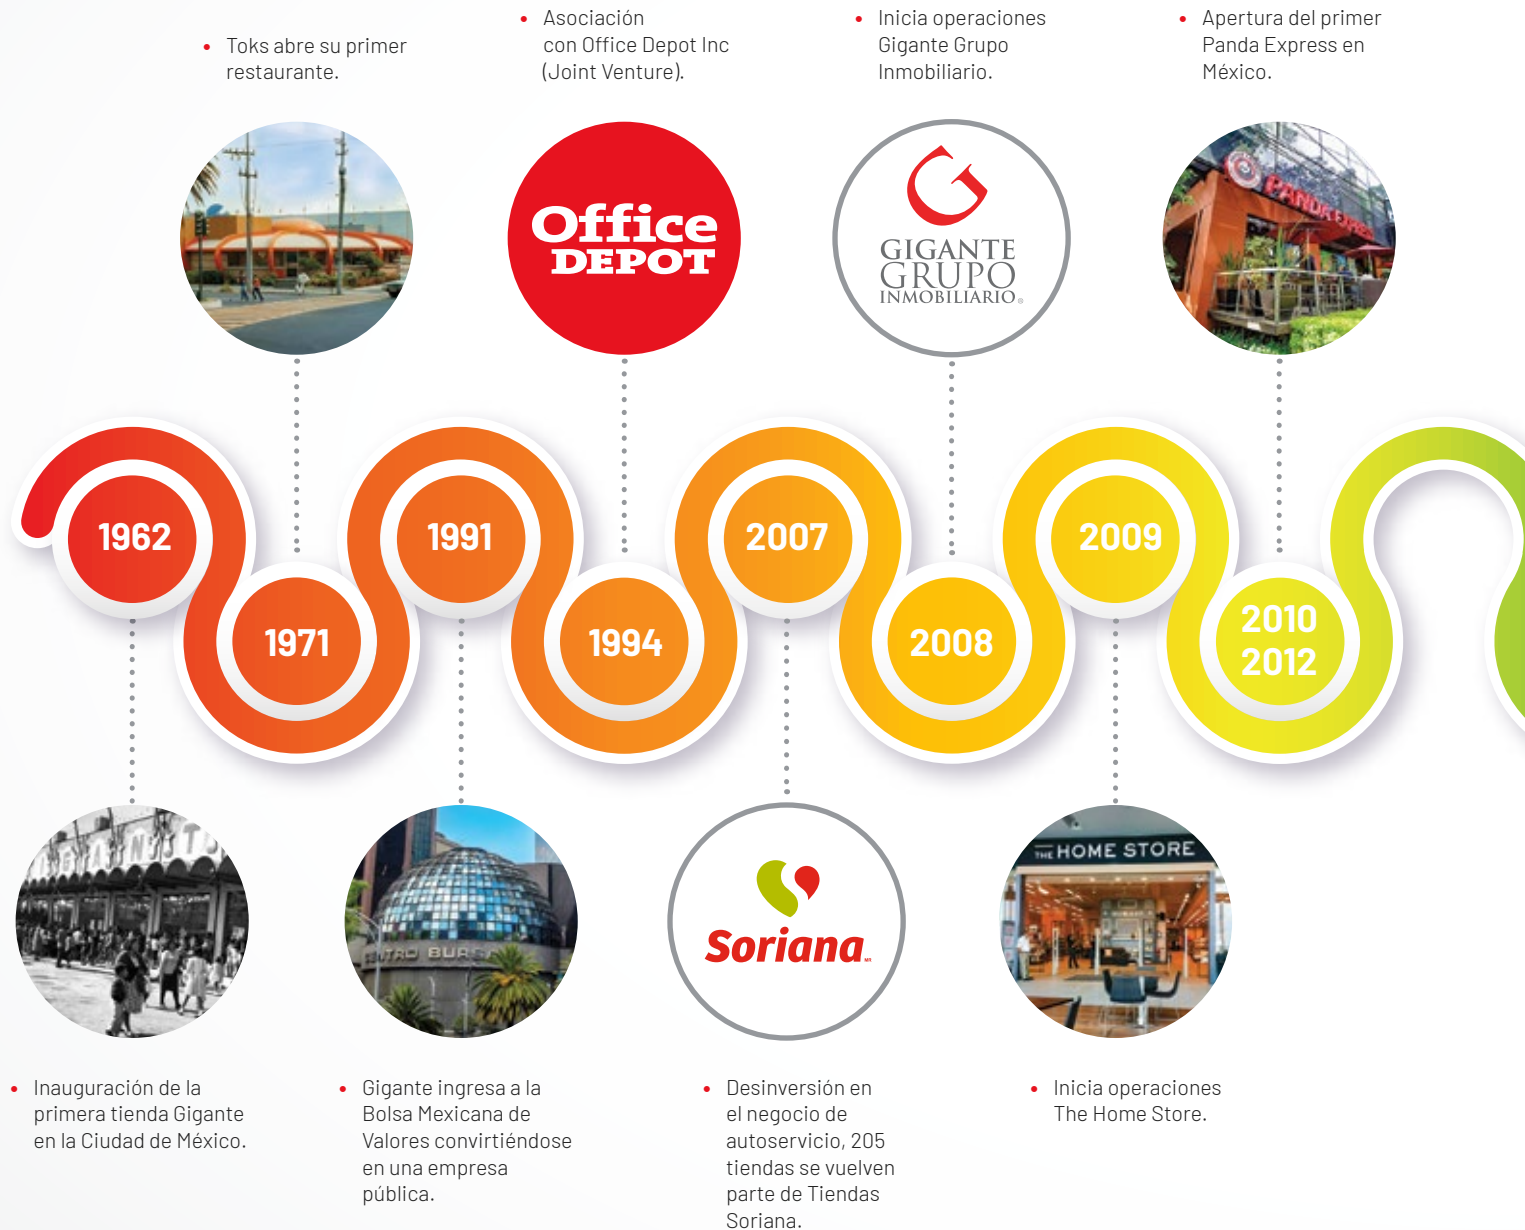 • Toks abre su primer
restaurante.
• Asociación
con Office Depot Inc
(Joint Venture).
• Inicia operaciones
Gigante Grupo
Inmobiliario.
• Apertura del primer
Panda Express en
México.
Office
DEPOT
GIGANTE
GRUPO
INMOBILIARIO®
PANDA EXPRESS
1962
1971
1991
1994
2007
2008
2009
2010
2012
Soriana
THE HOME STORE
• Inauguración de la
primera tienda Gigante
en la Ciudad de México.
• Gigante ingresa a la
Bolsa Mexicana de
Valores convirtiéndose
en una empresa
pública.
• Desinversión en
el negocio de
autoservicio, 205
tiendas se vuelven
parte de Tiendas
Soriana.
• Inicia operaciones
The Home Store.